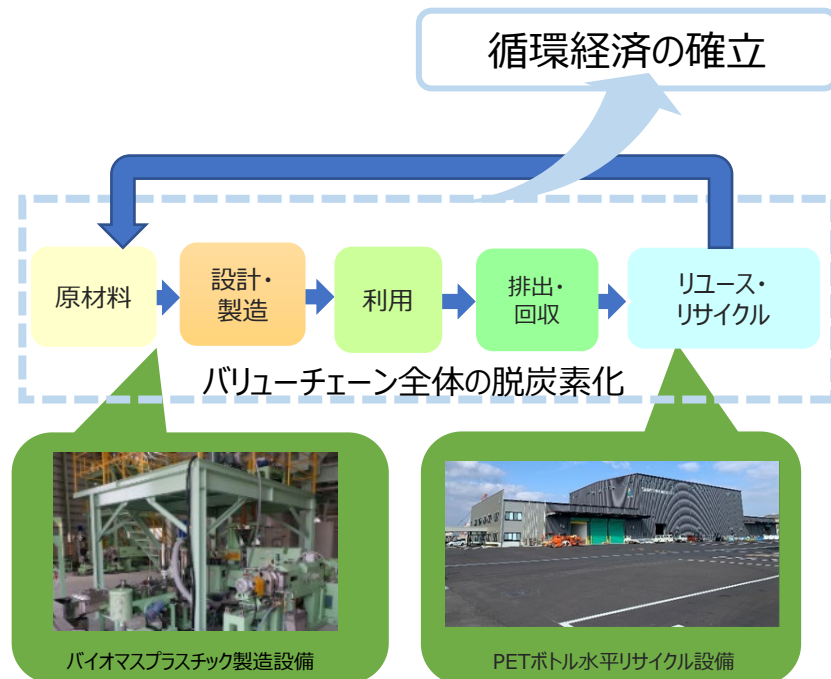 循環経済の確立
原材料
設計・
製造
利用
排出・
回収
リユース・
リサイクル
バリューチェーン全体の脱炭素化
バイオマスプラスチック製造設備
PETボトル水平リサイクル設備